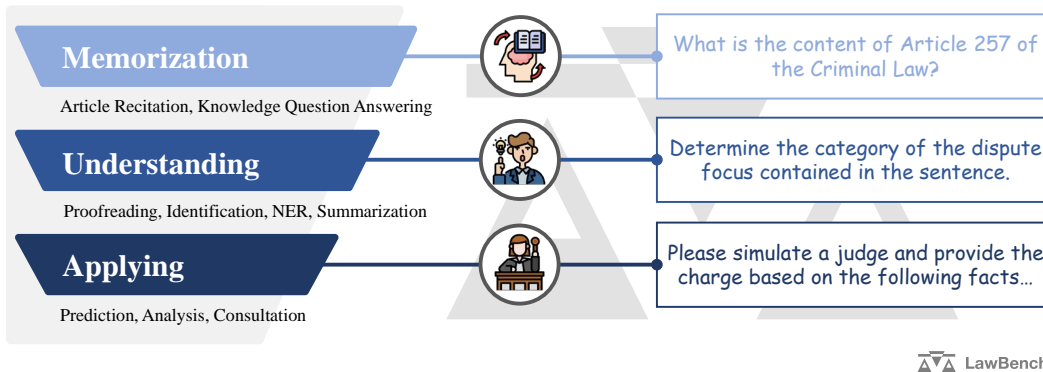 Memorization
What is the content of Article 257 of
the Criminal Law?
Article Recitation, Knowledge Question Answering
Understanding
Determine the category of the dispute
focus contained in the sentence.
Proofreading, Identification, NER, Summarization
Applying
Please simulate a judge and provide the
charge based on the following facts...
Prediction, Analysis, Consultation
LawBench